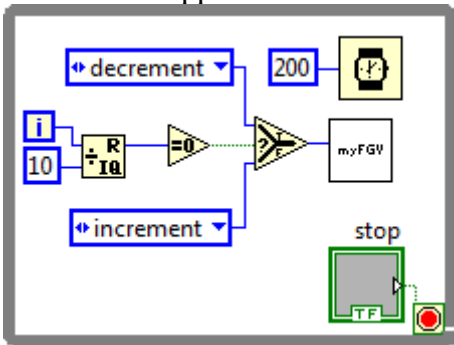 decrement
200
i
10
R
IQ
=0
?
T
F
myFGV
increment
stop
TF